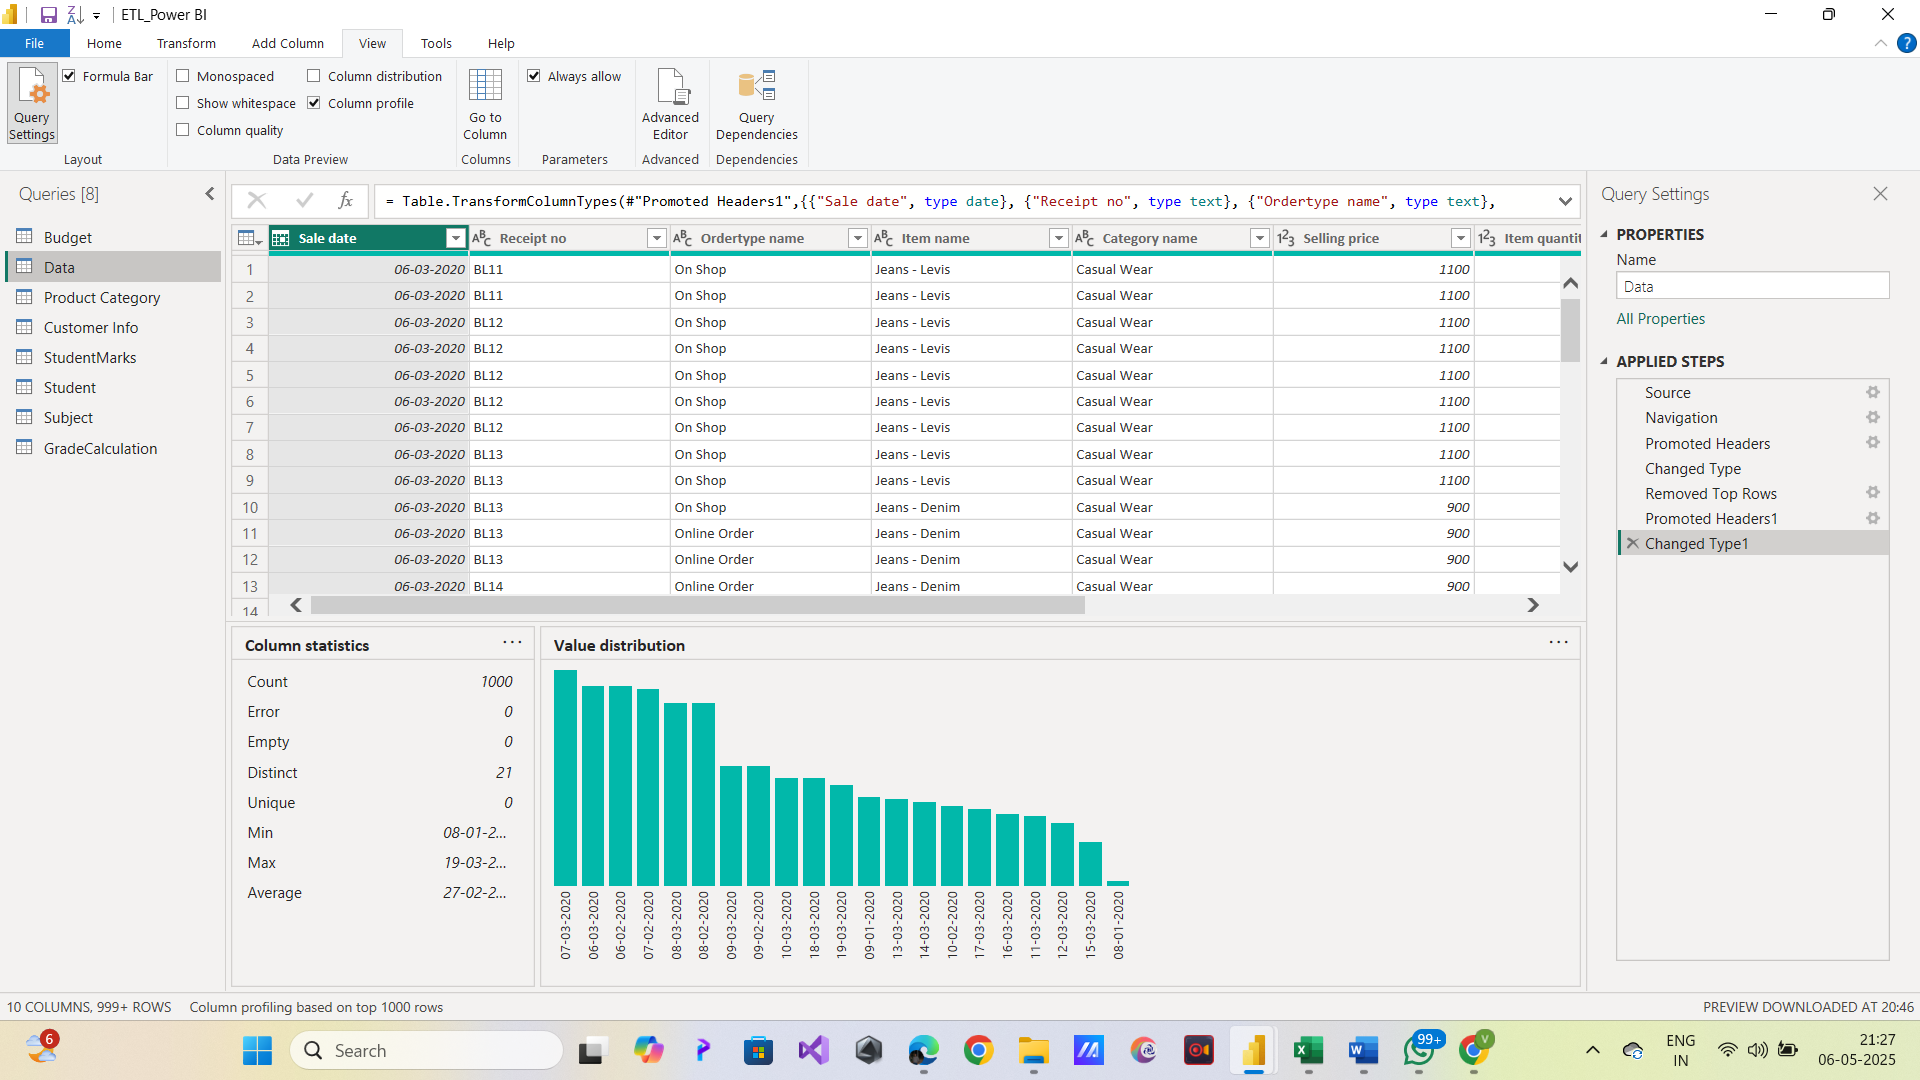 ETL_Power BI
File Home Transform Add Column View Tools Help
Query Settings
Formula Bar
Layout
Monospaced
Show whitespace
Column quality
Column distribution
Column profile
Data Preview
Go to Column
Columns
Always allow
Parameters
Advanced Editor
Advanced
Query Dependencies
Dependencies
Queries [8]
Budget
Data
Product Category
Customer Info
StudentMarks
Student
Subject
GradeCalculation
fx = Table.TransformColumnTypes(#"Promoted Headers1",{{"Sale date", type date}, {"Receipt no", type text}, {"Ordertype name", type text},
Sale date ABC Receipt no ABC Ordertype name ABC Item name ABC Category name 123 Selling price 123 Item quantit
1 06-03-2020 BL11 On Shop Jeans - Levis Casual Wear 1100
2 06-03-2020 BL11 On Shop Jeans - Levis Casual Wear 1100
3 06-03-2020 BL12 On Shop Jeans - Levis Casual Wear 1100
4 06-03-2020 BL12 On Shop Jeans - Levis Casual Wear 1100
5 06-03-2020 BL12 On Shop Jeans - Levis Casual Wear 1100
6 06-03-2020 BL12 On Shop Jeans - Levis Casual Wear 1100
7 06-03-2020 BL12 On Shop Jeans - Levis Casual Wear 1100
8 06-03-2020 BL13 On Shop Jeans - Levis Casual Wear 1100
9 06-03-2020 BL13 On Shop Jeans - Levis Casual Wear 1100
10 06-03-2020 BL13 On Shop Jeans - Denim Casual Wear 900
11 06-03-2020 BL13 Online Order Jeans - Denim Casual Wear 900
12 06-03-2020 BL13 Online Order Jeans - Denim Casual Wear 900
13 06-03-2020 BL14 Online Order Jeans - Denim Casual Wear 900
14
Column statistics ...
Count 1000
Error 0
Empty 0
Distinct 21
Unique 0
Min 08-01-2...
Max 19-03-2...
Average 27-02-2...
Value distribution ...
07-03-2020
06-03-2020
06-02-2020
07-02-2020
08-03-2020
08-02-2020
09-03-2020
09-02-2020
10-03-2020
18-03-2020
19-03-2020
09-01-2020
13-03-2020
14-03-2020
10-02-2020
17-03-2020
16-03-2020
11-03-2020
12-03-2020
15-03-2020
08-01-2020
Query Settings
PROPERTIES
Name
Data
All Properties
APPLIED STEPS
Source
Navigation
Promoted Headers
Changed Type
Removed Top Rows
Promoted Headers1
Changed Type1
10 COLUMNS, 999+ ROWS Column profiling based on top 1000 rows PREVIEW DOWNLOADED AT 20:46
6
Search
99+
V
ENG
IN
21:27
06-05-2025